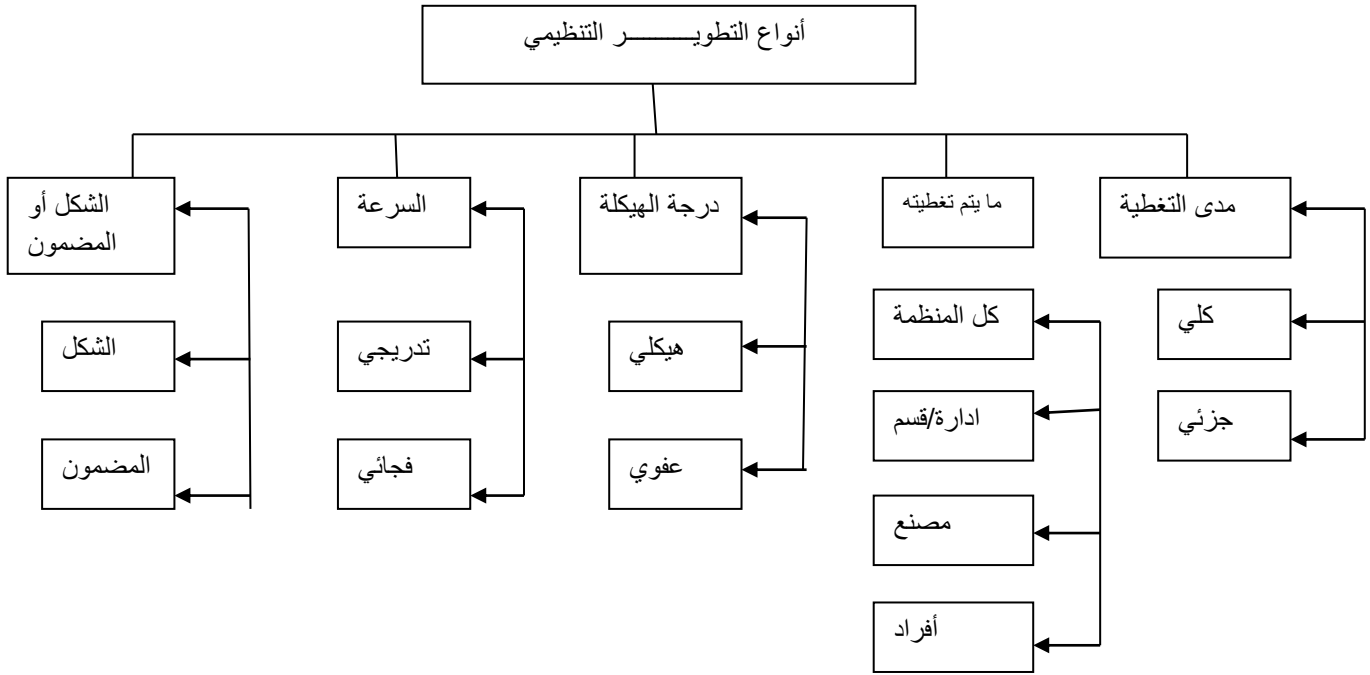 أنواع التطويـــــــــر التنظيمي
مدى التغطية
كلي
جزئي
ما يتم تغطيته
كل المنظمة
ادارة/قسم
مصنع
أفراد
درجة الهيكلة
هيكلي
عفوي
السرعة
تدريجي
فجائي
الشكل أو
المضمون
الشكل
المضمون